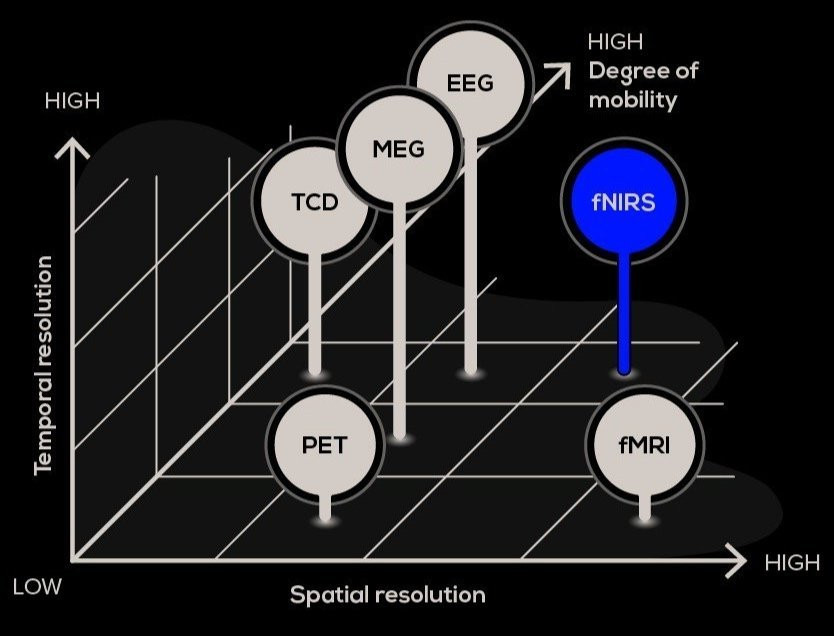 HIGH
Degree of
mobility
HIGH
EEG
MEG
TCD
fNIRS
Temporal resolution
PET
fMRI
LOW
Spatial resolution
HIGH